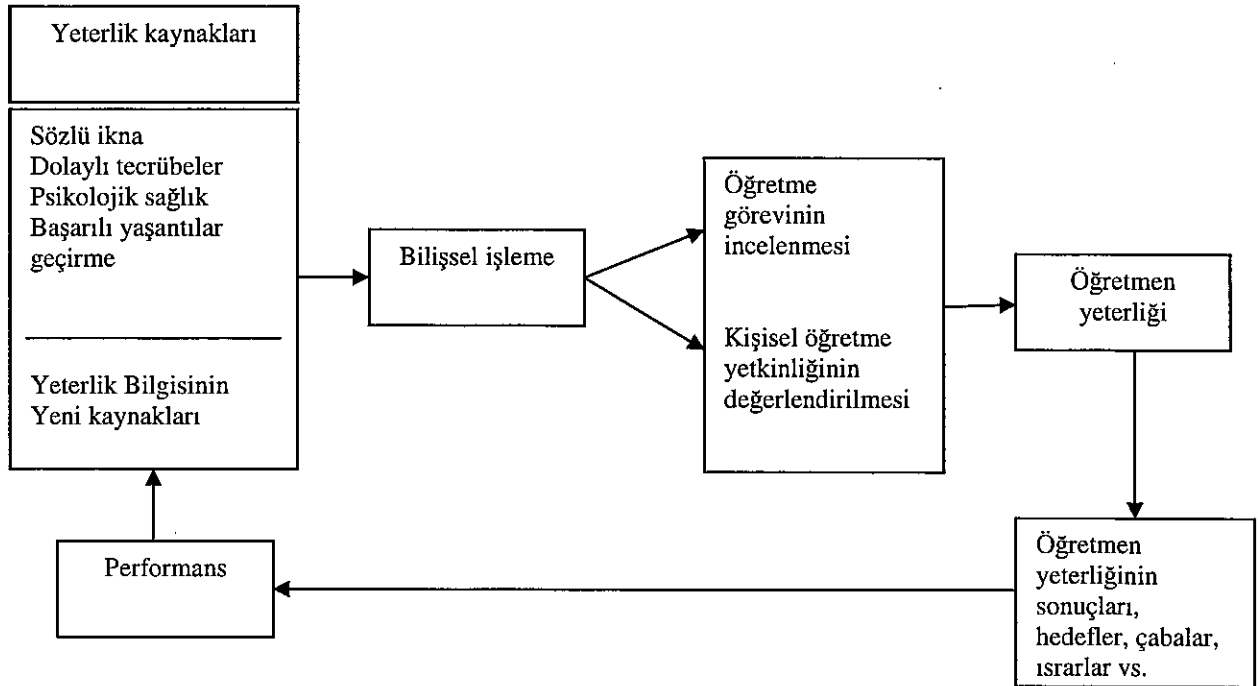 Yeterlik kaynakları
Sözlü ikna
Dolaylı tecrübeler
Psikolojik sağlık
Başarılı yaşantılar
geçirme
Yeterlik Bilgisinin
Yeni kaynakları
Bilişsel işleme
Öğretme
görevinin
incelenmesi
Kişisel öğretme
yetkinliğinin
değerlendirilmesi
Öğretmen
yeterliği
Öğretmen
yeterliğinin
sonuçları,
hedefler, çabalar,
ısrarlar vs.
Performans